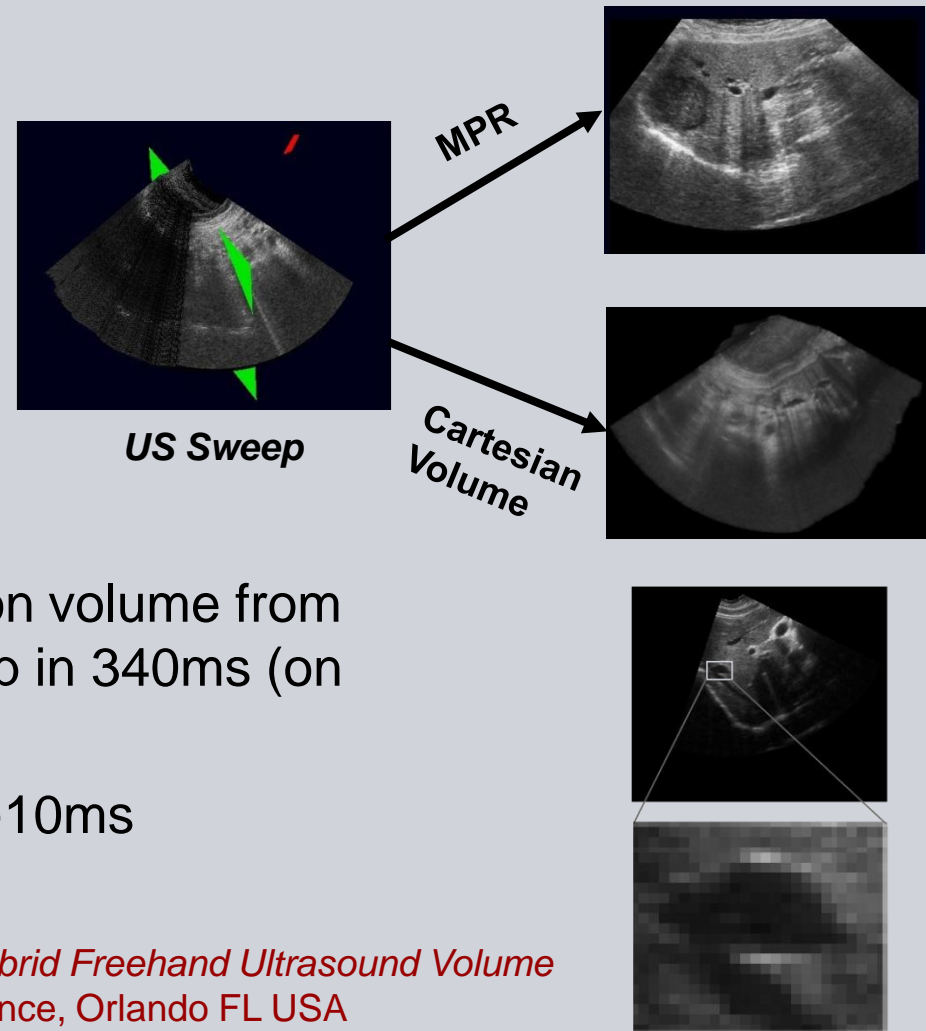 MPR
US Sweep
Cartesian
Volume
on volume from
in 340ms (on
10ms
brid Freehand Ultrasound Volume
nce, Orlando FL USA